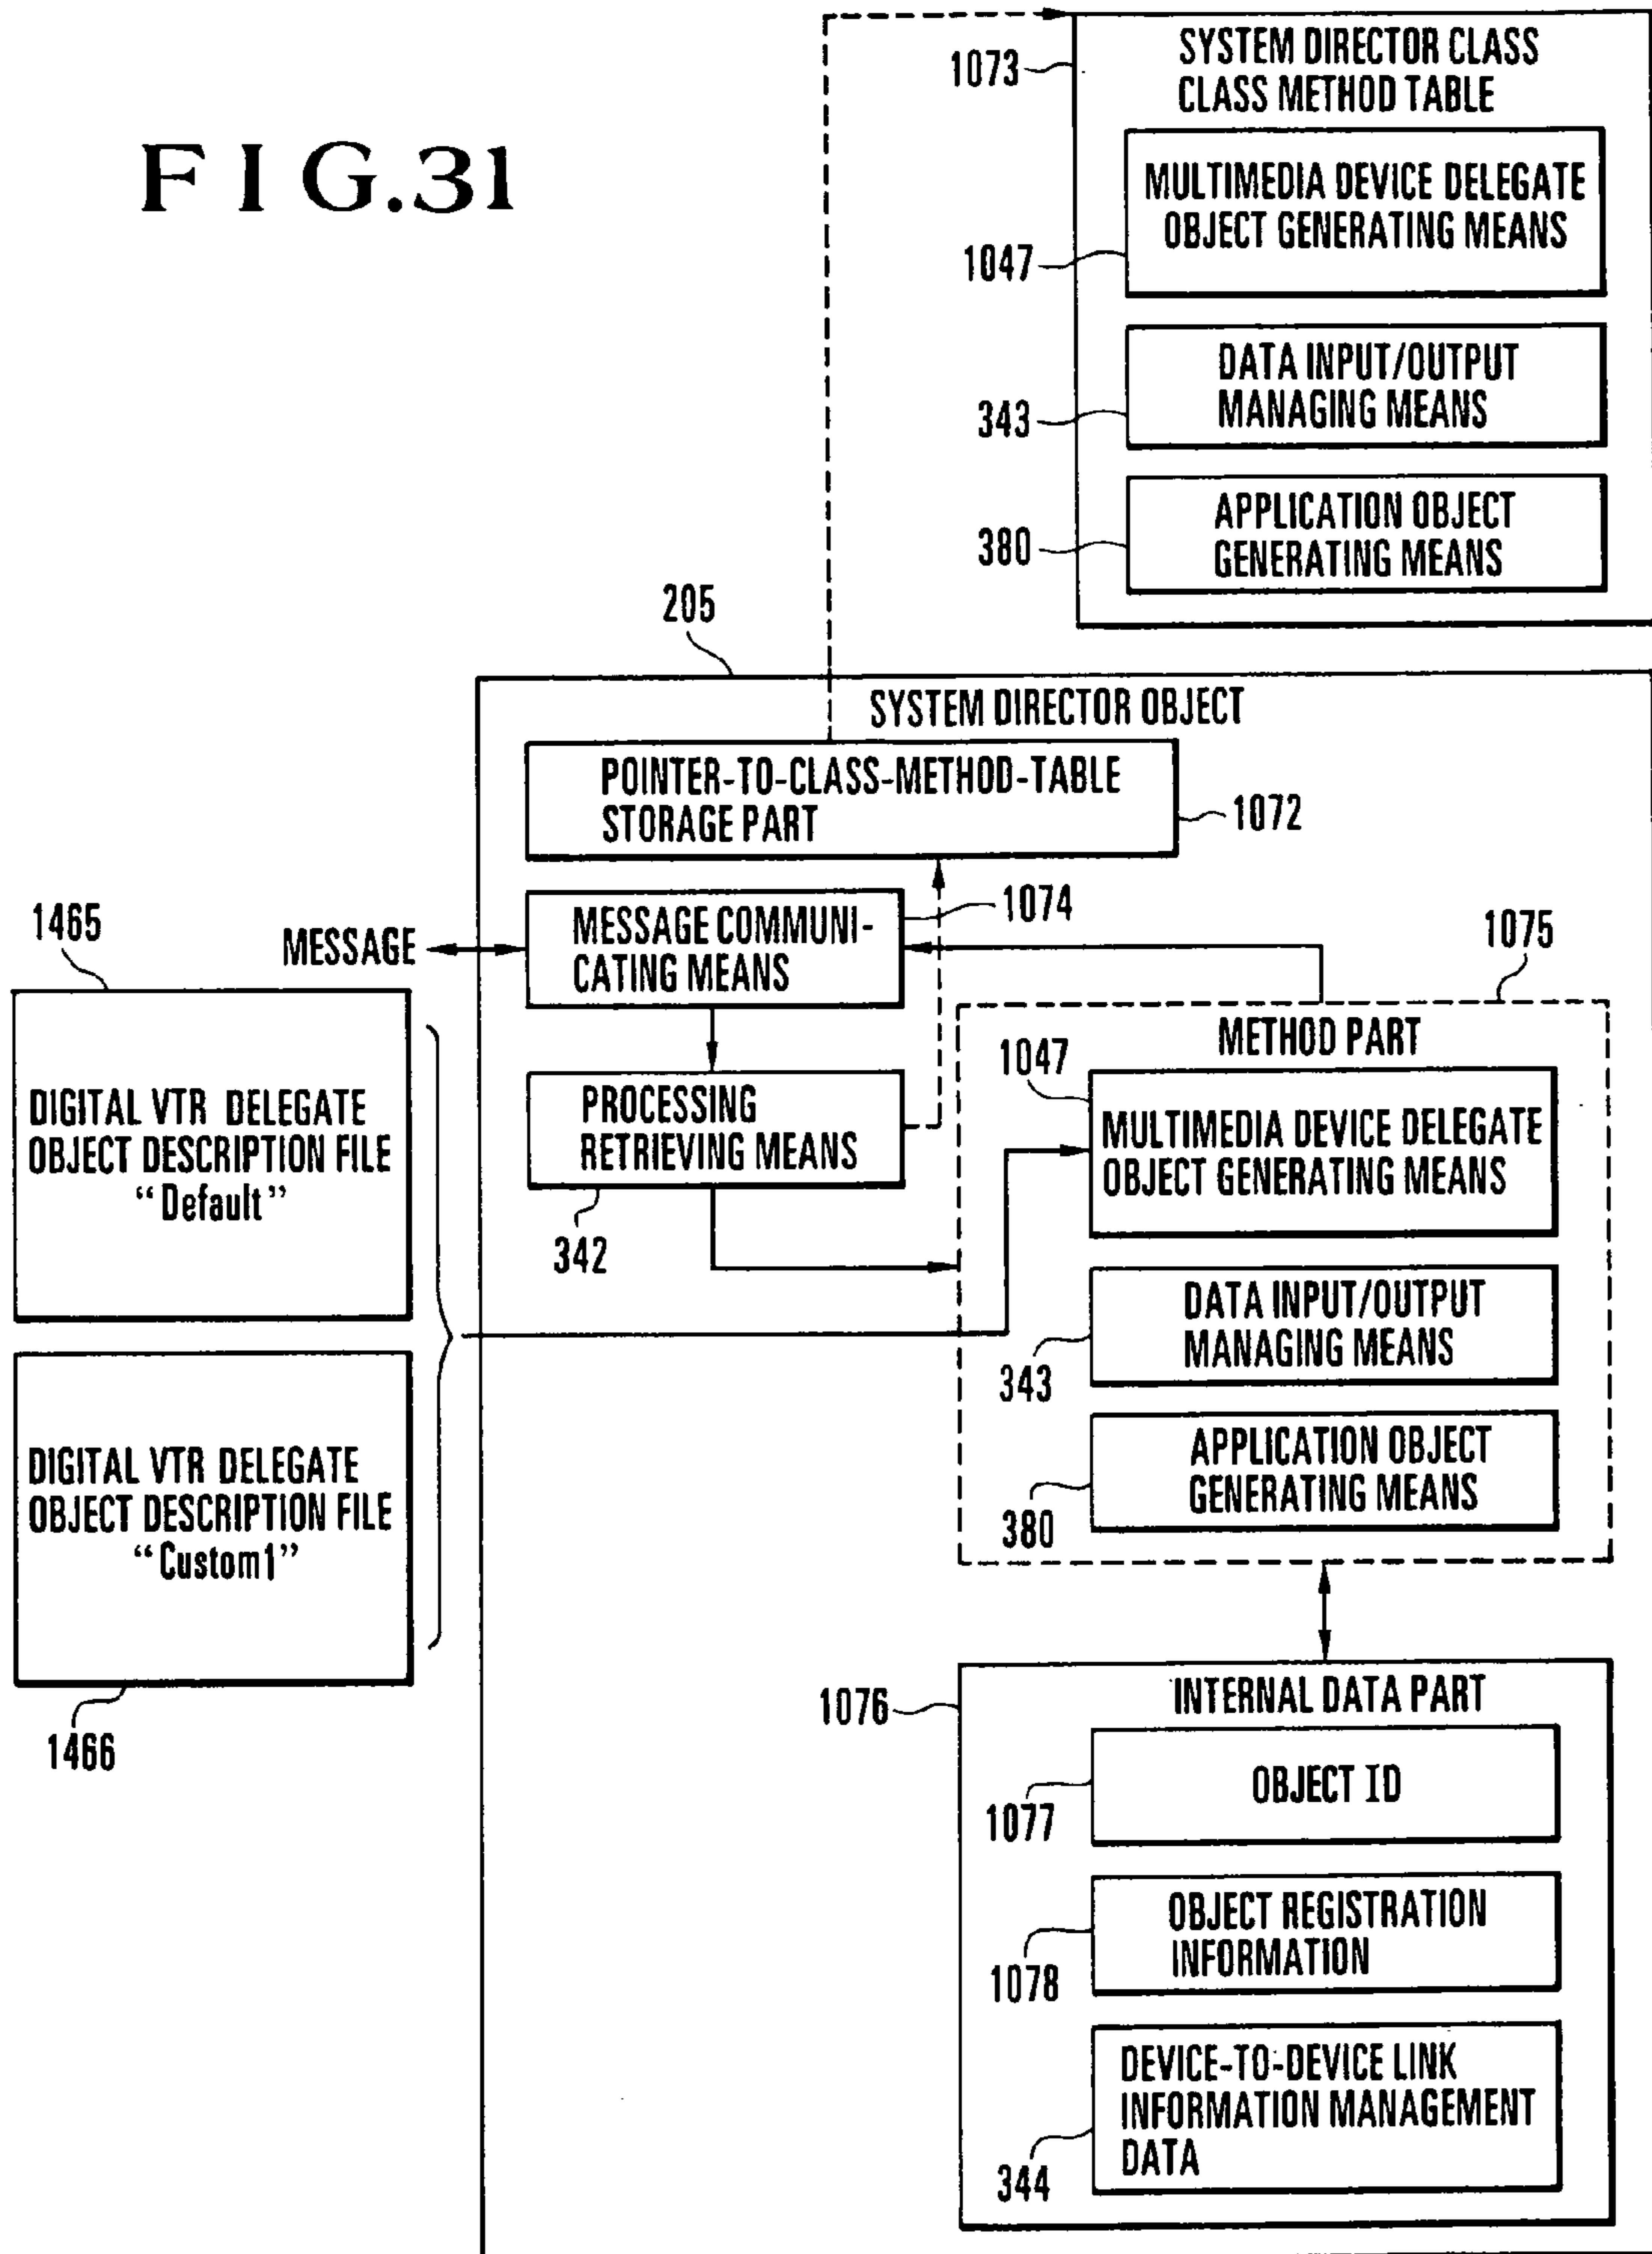 FIG.31
1073
SYSTEM DIRECTOR CLASS
CLASS METHOD TABLE
MULTIMEDIA DEVICE DELEGATE
OBJECT GENERATING MEANS
1047
DATA INPUT/OUTPUT
MANAGING MEANS
343
APPLICATION OBJECT
GENERATING MEANS
380
205
SYSTEM DIRECTOR OBJECT
POINTER-TO-CLASS-METHOD-TABLE
STORAGE PART
1072
MESSAGE
MESSAGE COMMUNI-
CATING MEANS
1074
PROCESSING
RETRIEVING MEANS
342
1465
DIGITAL VTR DELEGATE
OBJECT DESCRIPTION FILE
“Default”
DIGITAL VTR DELEGATE
OBJECT DESCRIPTION FILE
“Custom1”
1466
1075
METHOD PART
1047
MULTIMEDIA DEVICE DELEGATE
OBJECT GENERATING MEANS
DATA INPUT/OUTPUT
MANAGING MEANS
343
APPLICATION OBJECT
GENERATING MEANS
380
1076
INTERNAL DATA PART
OBJECT ID
1077
OBJECT REGISTRATION
INFORMATION
1078
DEVICE-TO-DEVICE LINK
INFORMATION MANAGEMENT
DATA
344